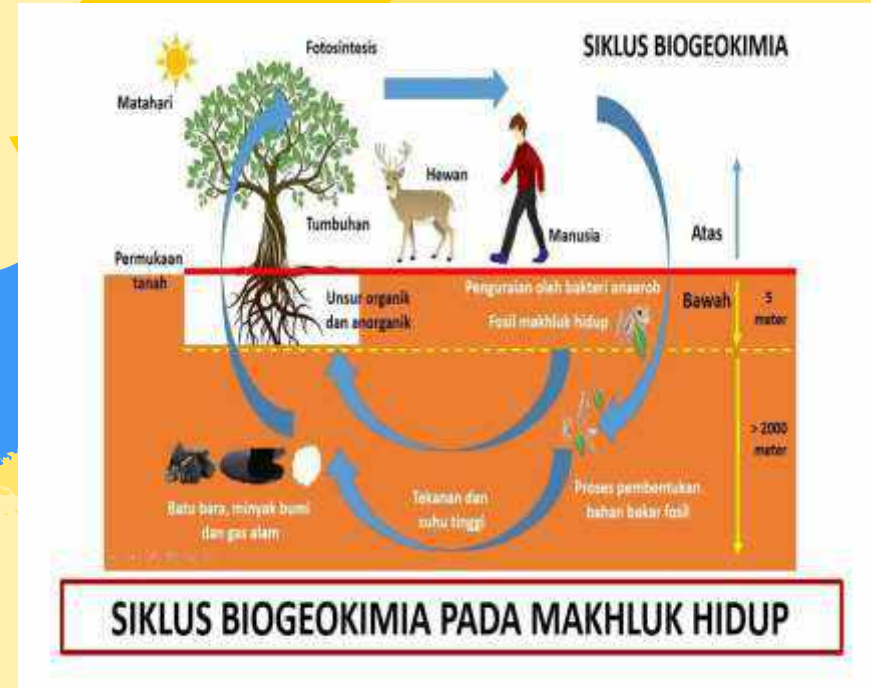 SIKLUS BIOGEOKIMIA
Fotosintesis
Matahari
Hewan
Tumbuhan
Manusia
Atas
Permukaan
tanah
Unsur organik
dan anorganik
Penguraian oleh bakteri anaerob
Fosil makhluk hidup
Bawah
5
meter
> 2000
meter
Batu bara, minyak bumi
dan gas alam
Tekanan dan
suhu tinggi
Proses pembentukan
bahan bakar fosil
SIKLUS BIOGEOKIMIA PADA MAKHLUK HIDUP